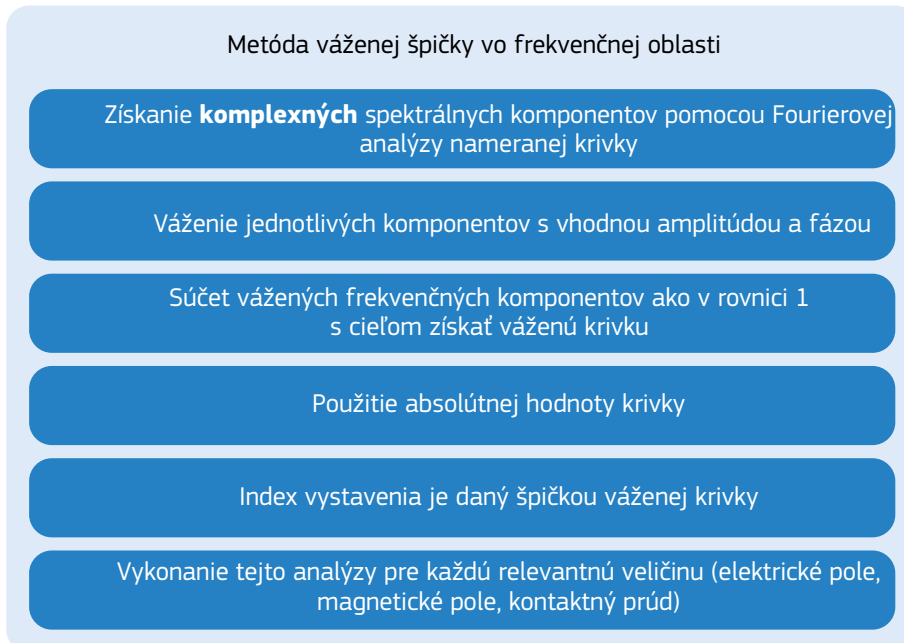 Metóda váženej špičky vo frekvenčnej oblasti
Získanie komplexných spektrálnych komponentov pomocou Fourierovej
analýzy nameranej krivky
Váženie jednotlivých komponentov s vhodnou amplitúdou a fázou
Súčet vážených frekvenčných komponentov ako v rovnici 1
s cieľom získať váženú krivku
Použitie absolútnej hodnoty krivky
Index vystavenia je daný špičkou váženej krivky
Vykonanie tejto analýzy pre každú relevantnú veličinu (elektrické pole,
magnetické pole, kontaktný prúd)